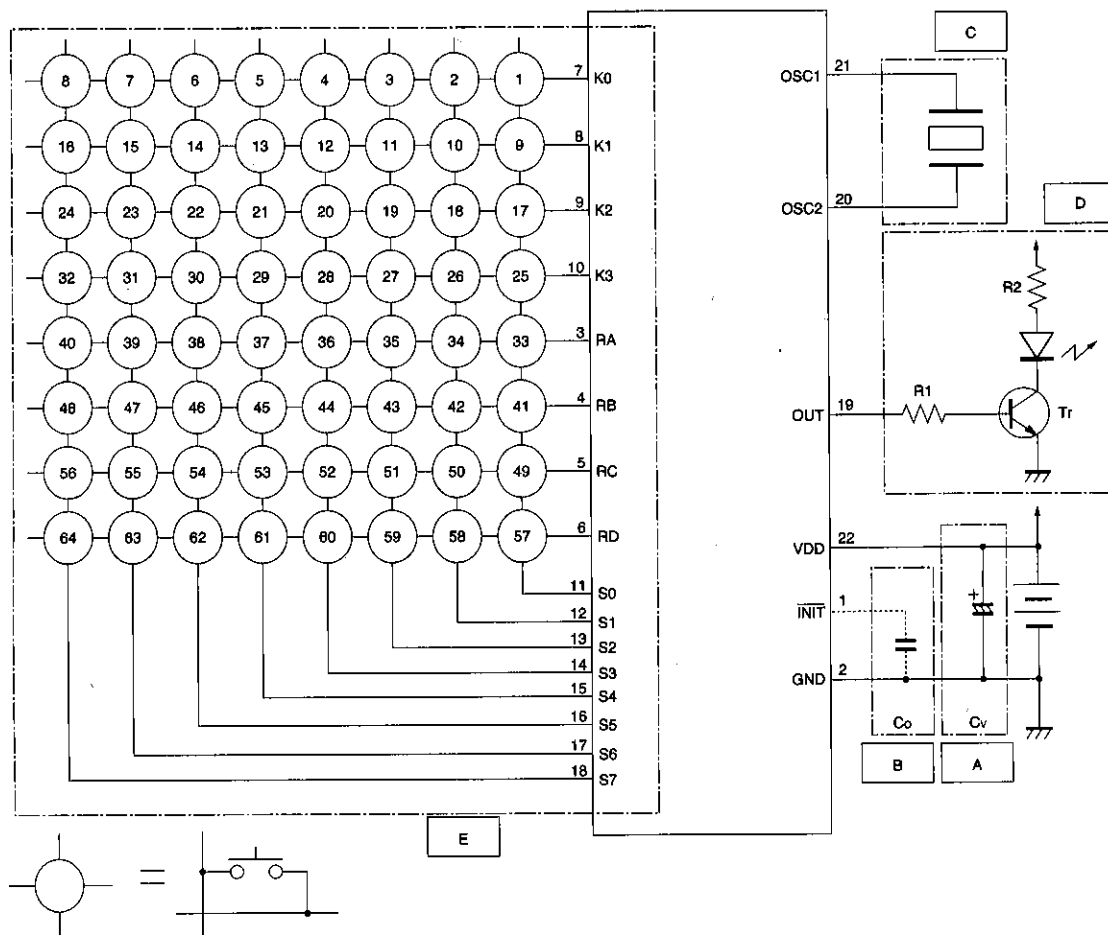 C
21
OSC1
8 7 6 5 4 3 2 1 7 K0
16 15 14 13 12 11 10 9 8 K1
20
OSC2
D
24 23 22 21 20 19 18 17 9 K2
32 31 30 29 28 27 26 25 10 K3
R2
40 39 38 37 36 35 34 33 3 RA
48 47 46 45 44 43 42 41 4 RB
OUT 19 R1 Tr
56 55 54 53 52 51 50 49 5 RC
64 63 62 61 60 59 58 57 6 RD
VDD 22
11 S0
INIT 1 +
12 S1
13 S2
14 S3
GND 2
15 S4
16 S5
Co Cv
17 S6
18 S7
B A
E